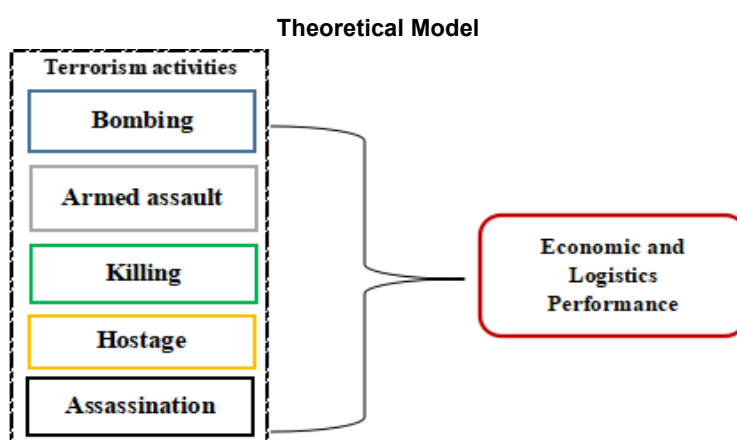 Theoretical Model
Terrorism activities
Bombing
Armed assault
Killing
Hostage
Assassination
Economic and
Logistics
Performance